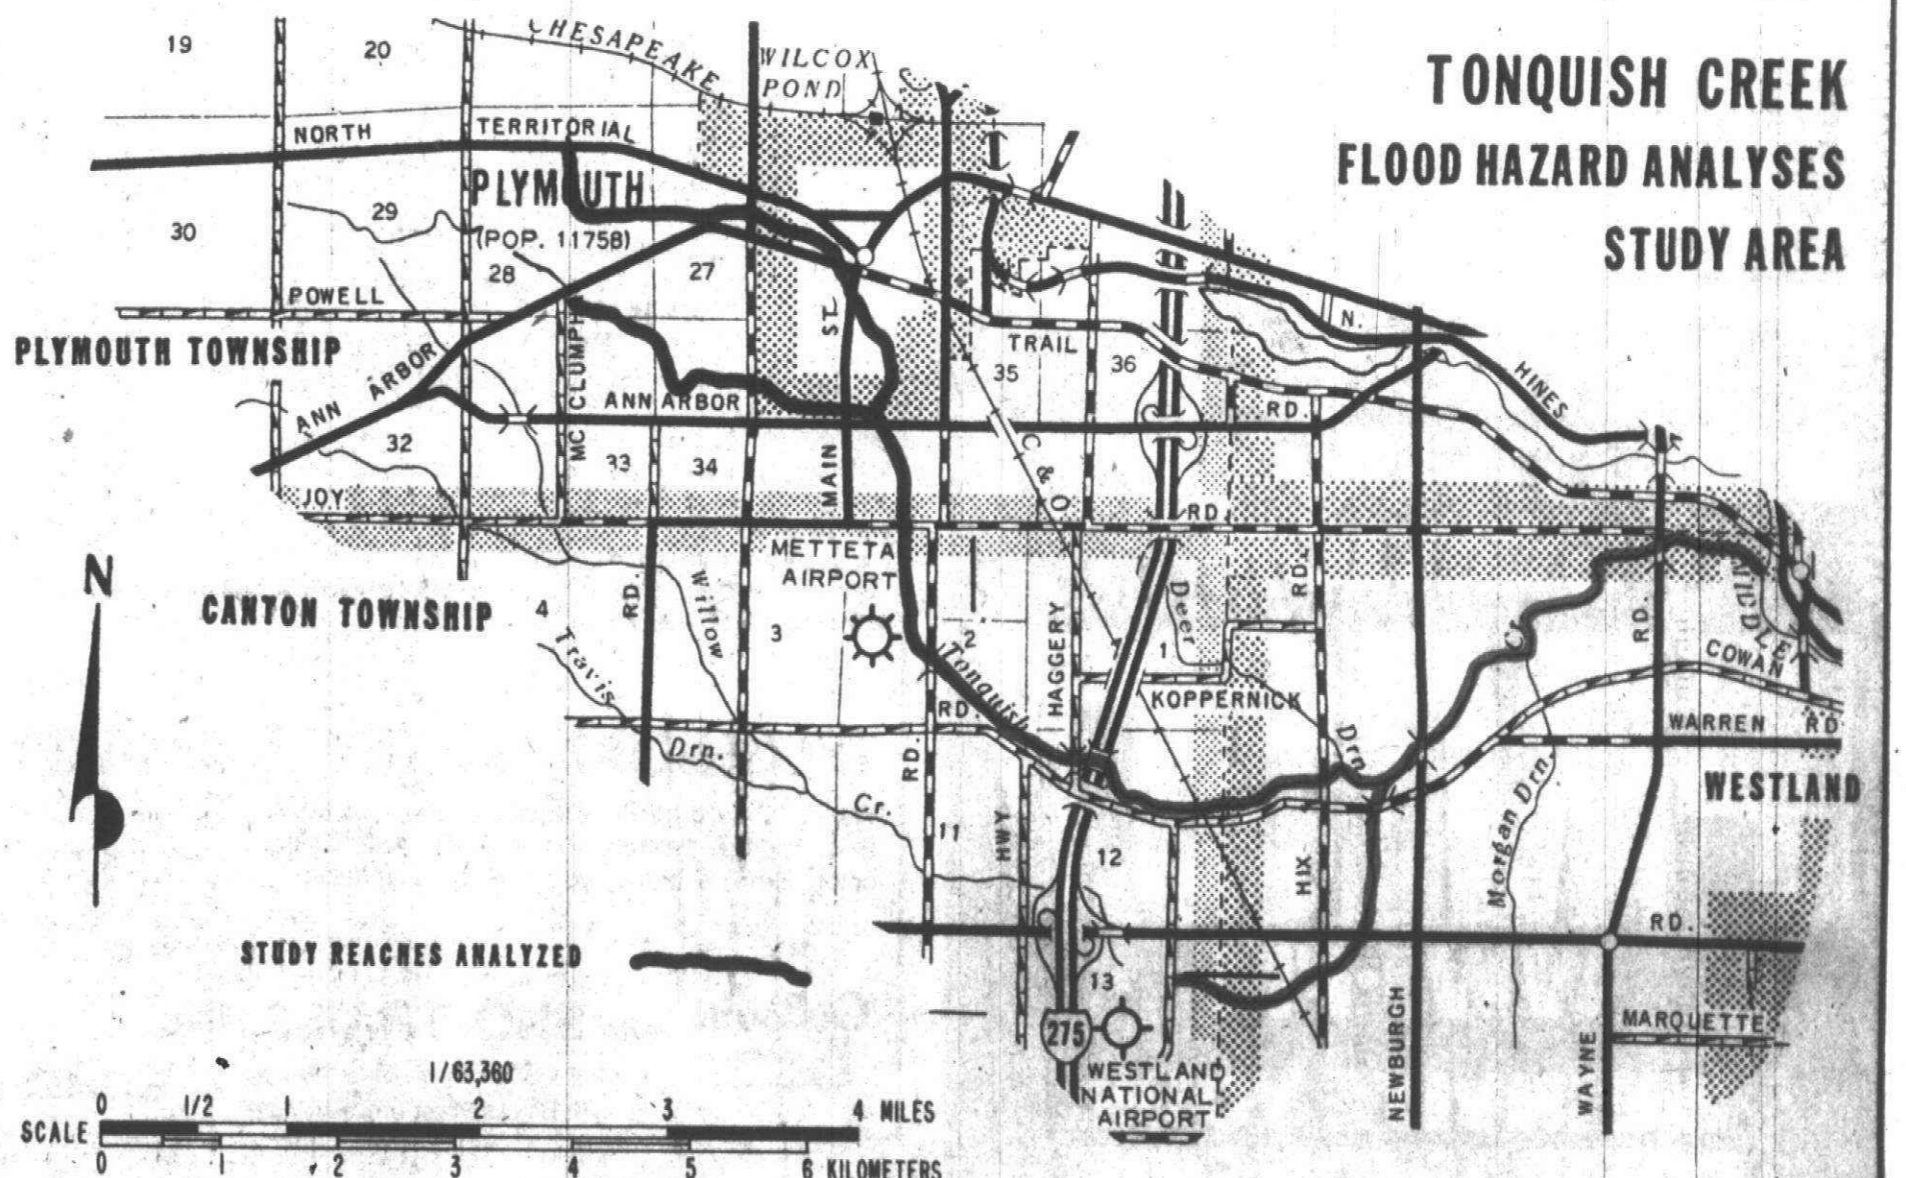 TONQUISH CREEK
FLOOD HAZARD ANALYSES
STUDY AREA
19
20
CHESAPEAKE
WILCOX
POND
NORTH
TERRITORIAL
PLYMOUTH
(POP. 11758)
30
29
28
27
POWELL
PLYMOUTH TOWNSHIP
ANN ARBOR
MC CLUMPH
ANN ARBOR
ST.
TRAIL
35
36
N.
HINES
RD.
32
33
34
MAIN
C & O
JOY
RD.
METTETA
AIRPORT
N
CANTON TOWNSHIP
4
RD.
Willow
3
2
HAGGERY
Deer
1
RD.
Cr.
RD.
MIDDLE
COWAN
Travis
Tonquish
KOPPERNICK
RD
Drn.
WARREN RD
Drn.
RD.
Cr.
11
HWY
12
HIX
Morgan Drn.
WESTLAND
RD.
STUDY REACHES ANALYZED
13
275
WESTLAND
NATIONAL
AIRPORT
NEWBURGH
WAYNE
MARQUETTE
1/63,360
0 1/2 1 2 3 4 MILES
SCALE
0 1 2 3 4 5 6 KILOMETERS